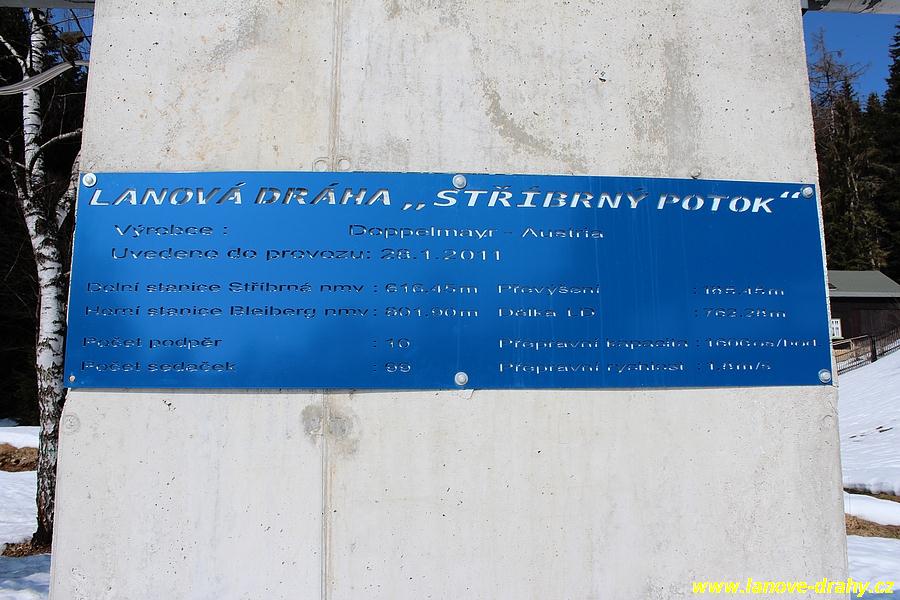 LANOVÁ DRÁHA „STŘÍBRNÝ POTOK“
Výrobce : Doppelmayr - Austria
Uvedeno do provozu: 28.1.2011
Dolní stanice Stříbrná nmv : 616,45m Převýšení : 185,45m
Horní stanice Bleiberg nmv : 801,90m Délka LD : 762,28m
Počet podpěr : 10 Přepravní kapacita : 1600os/hod
Počet sedaček : 99 Přepravní rychlost : 1,8m/s
www.lanove-drahy.cz